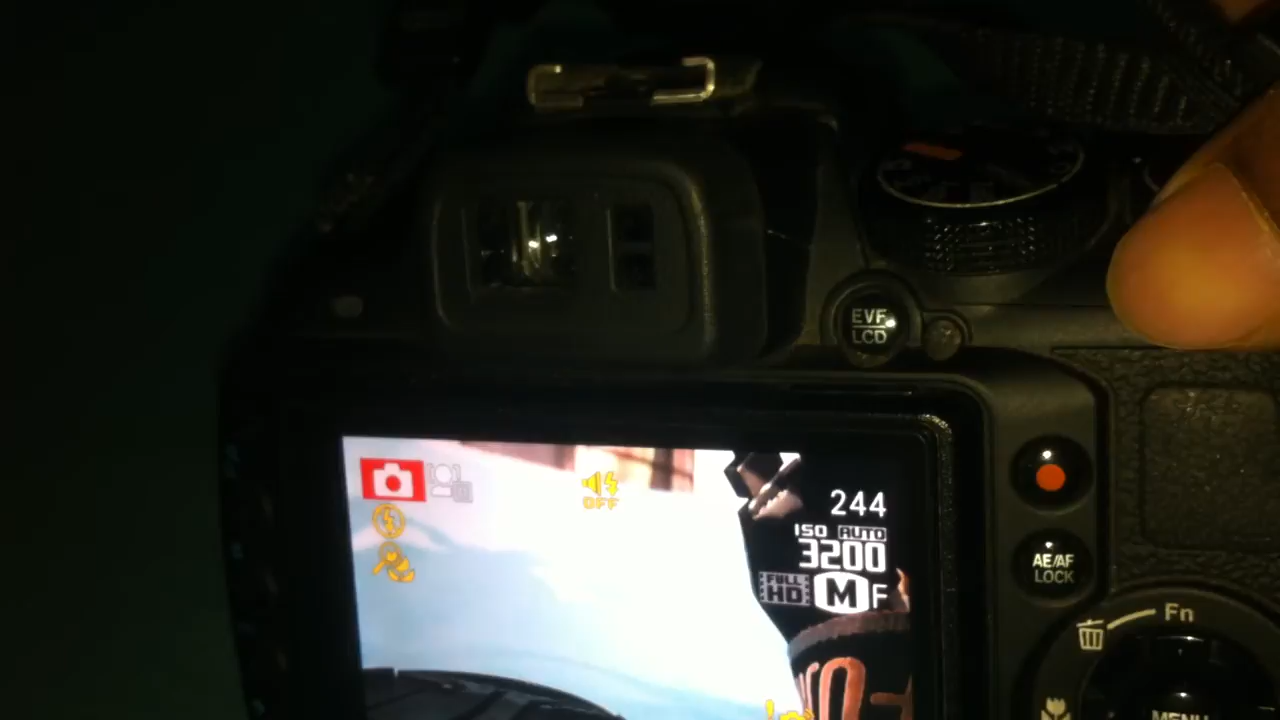 EVF
LCD
OFF
244
ISO AUTO
3200
FULL
HD
M F
AE/AF
LOCK
Fn
MENU